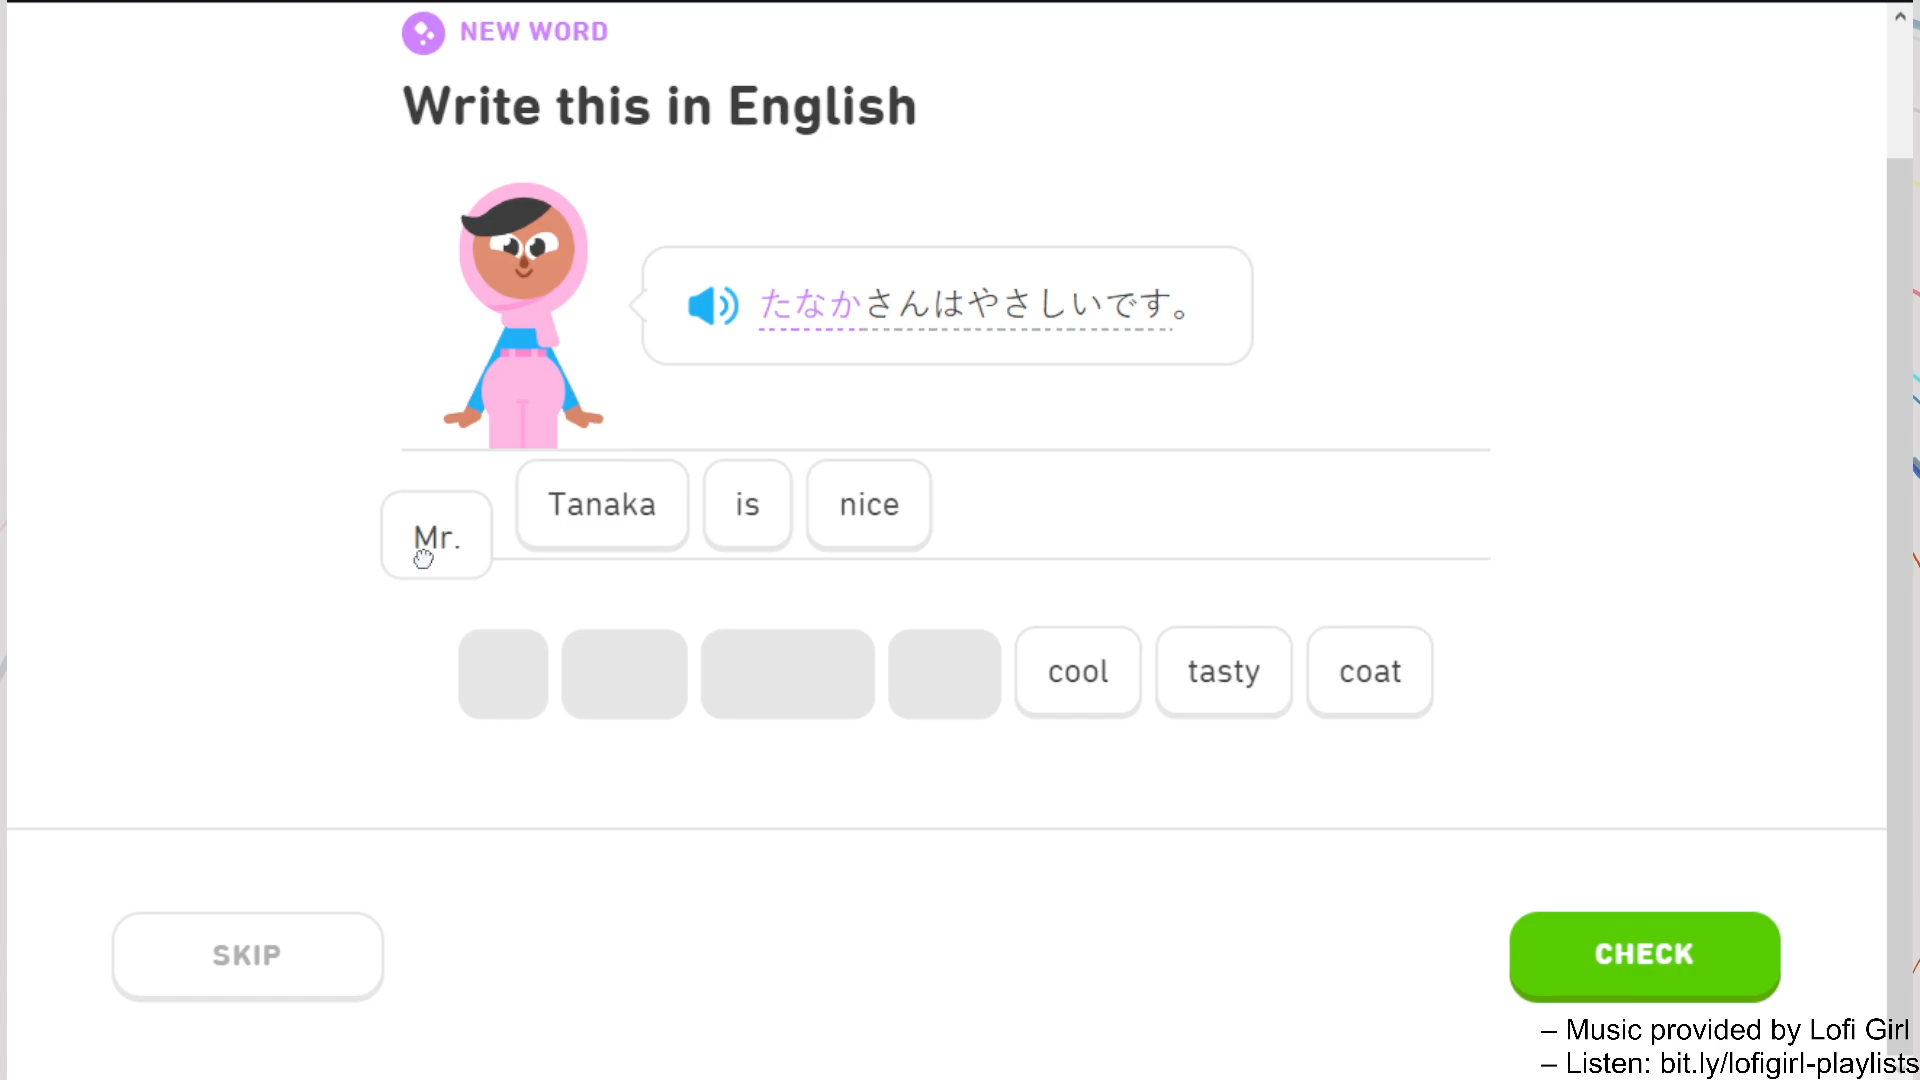 NEW WORD
Write this in English
たなかさんはやさしいです。
Mr. Tanaka is nice
cool tasty coat
SKIP CHECK
– Music provided by Lofi Girl
– Listen: bit.ly/lofigirl-playlists